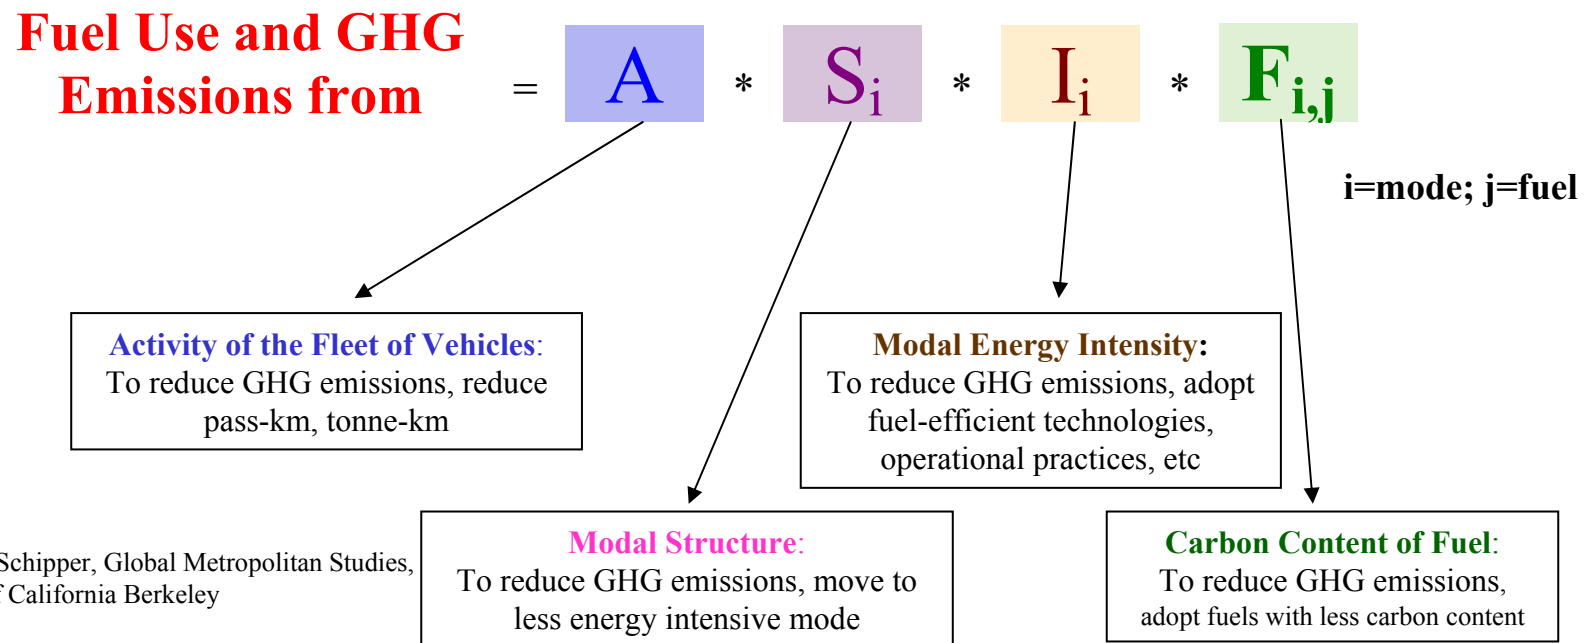 Fuel Use and GHG
Emissions from
= A * Sᵢ * Iᵢ * Fᵢ,ⱼ
i=mode; j=fuel
Activity of the Fleet of Vehicles:
To reduce GHG emissions, reduce
pass-km, tonne-km
Modal Energy Intensity:
To reduce GHG emissions, adopt
fuel-efficient technologies,
operational practices, etc
Schipper, Global Metropolitan Studies,
California Berkeley
Modal Structure:
To reduce GHG emissions, move to
less energy intensive mode
Carbon Content of Fuel:
To reduce GHG emissions,
adopt fuels with less carbon content